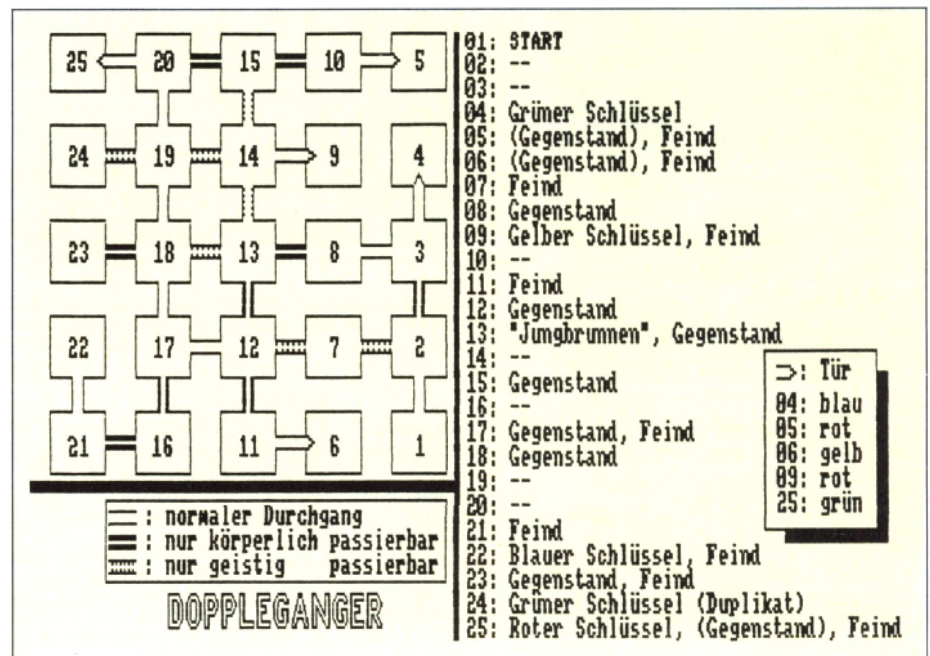 25 20 15 10 5
24 19 14 9 4
23 18 13 8 3
22 17 12 7 2
21 16 11 6 1
═ : normaler Durchgang
═ : nur körperlich passierbar
═ : nur geistig passierbar
DOPPLEGANGER
01: START
02: --
03: --
04: Grüner Schlüssel
05: (Gegenstand), Feind
06: (Gegenstand), Feind
07: Feind
08: Gegenstand
09: Gelber Schlüssel, Feind
10: --
11: Feind
12: Gegenstand
13: "Jungbrunnen", Gegenstand
14: --
15: Gegenstand
16: --
17: Gegenstand, Feind
18: Gegenstand
19: --
20: --
21: Feind
22: Blauer Schlüssel, Feind
23: Gegenstand, Feind
24: Grüner Schlüssel (Duplikat)
25: Roter Schlüssel, (Gegenstand), Feind
: Tür
04: blau
05: rot
06: gelb
09: rot
25: grün